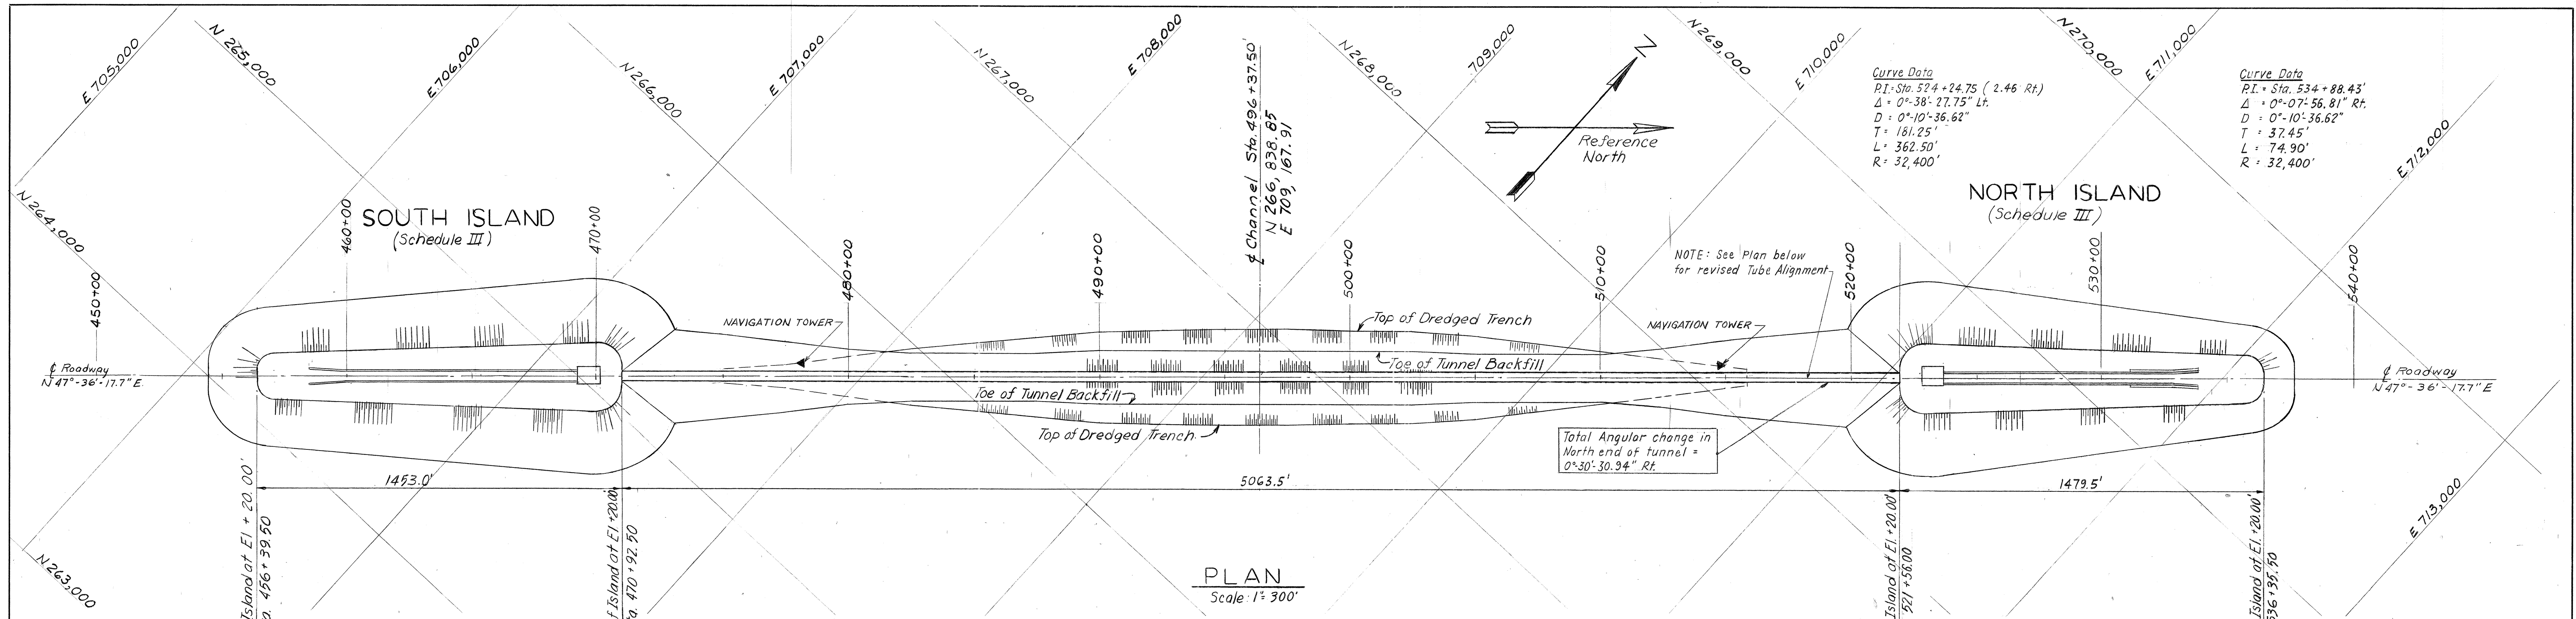 E 705,000
N 265,000
E 706,000
N 266,000
E 707,000
N 267,000
E 708,000
N 268,000
709,000
N 269,000
E 710,000
N 270,000
E 711,000
E 712,000
N 264,000
N 263,000
E 713,000
℄ Channel Sta. 496 + 37.50'
N 266, 838.85
E 709, 167.91
N
Reference
North
Curve Data
P.I. = Sta. 524 + 24.75 ( 2.46 Rt.)
Δ = 0°-38'-27.75" Lt.
D = 0°-10'-36.62"
T = 181.25'
L = 362.50'
R = 32,400'
Curve Data
P.I. = Sta. 534 + 88.43'
Δ = 0°-07'-56.81" Rt.
D = 0°-10'-36.62"
T = 37.45'
L = 74.90'
R = 32,400'
SOUTH ISLAND
(Schedule III)
NORTH ISLAND
(Schedule III)
450+00
460+00
470+00
480+00
490+00
500+00
510+00
520+00
530+00
540+00
NOTE: See Plan below
for revised Tube Alignment
NAVIGATION TOWER
Top of Dredged Trench
NAVIGATION TOWER
Toe of Tunnel Backfill
℄ Roadway
N 47°-36'-17.7" E.
℄ Roadway
N 47°-36'-17.7" E
Toe of Tunnel Backfill
Top of Dredged Trench
Total Angular change in
North end of tunnel =
0°-30'-30.94" Rt.
1453.0'
5063.5'
1479.5'
Island at El + 20.00'
a. 456 + 39.50
f Island at El +20.00'
ta. 470 + 92.50
Island at El. +20.00'
521 + 56.00
Island at El. +20.00'
536+35.50
PLAN
Scale: 1"= 300'